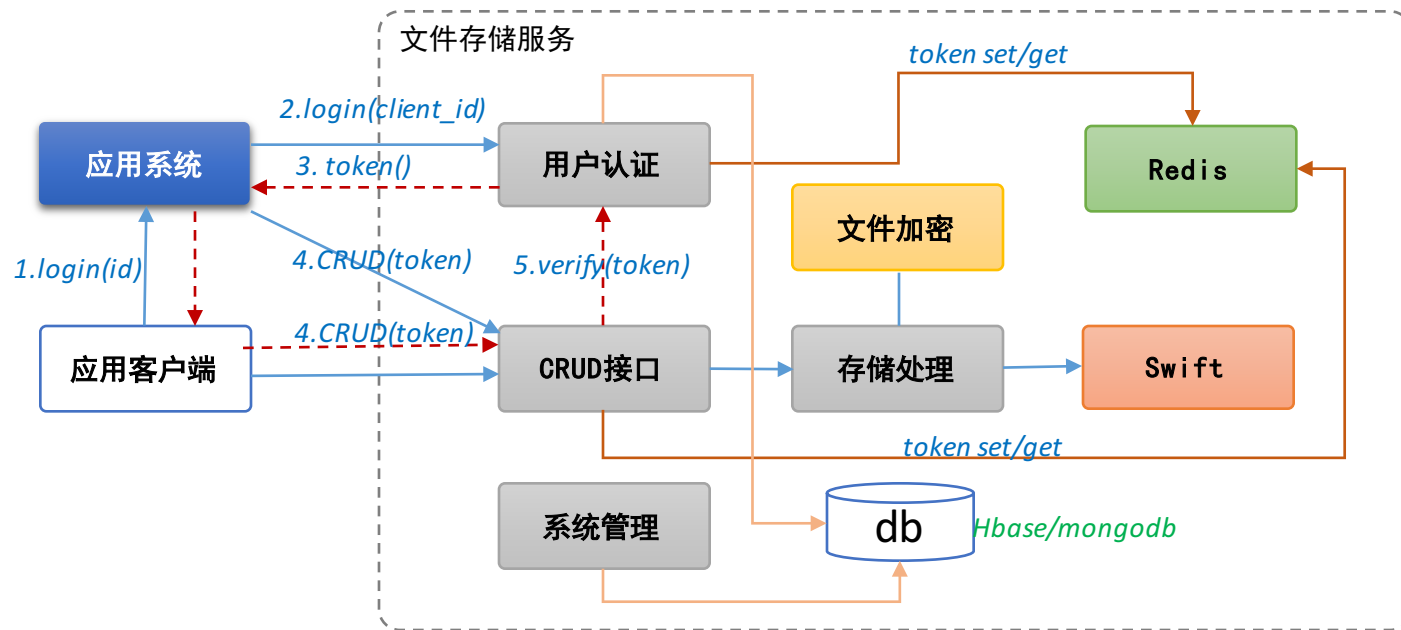 文件存储服务
token set/get
2.login(client_id)
应用系统
3. token()
用户认证
Redis
文件加密
1.login(id)
4.CRUD(token)
5.verify(token)
4.CRUD(token)
应用客户端
CRUD接口
存储处理
Swift
token set/get
系统管理
db
Hbase/mongodb